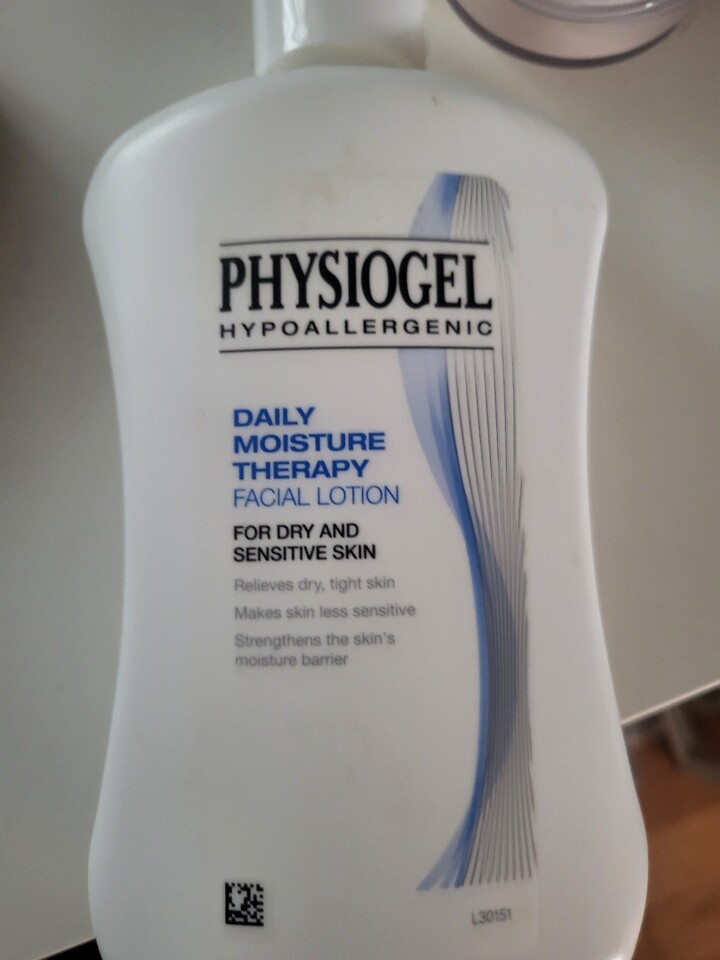 PHYSIOGEL
HYPOALLERGENIC
DAILY
MOISTURE
THERAPY
FACIAL LOTION
FOR DRY AND
SENSITIVE SKIN
Relieves dry, tight skin
Makes skin less sensitive
Strengthens the skin's
moisture barrier
L30151